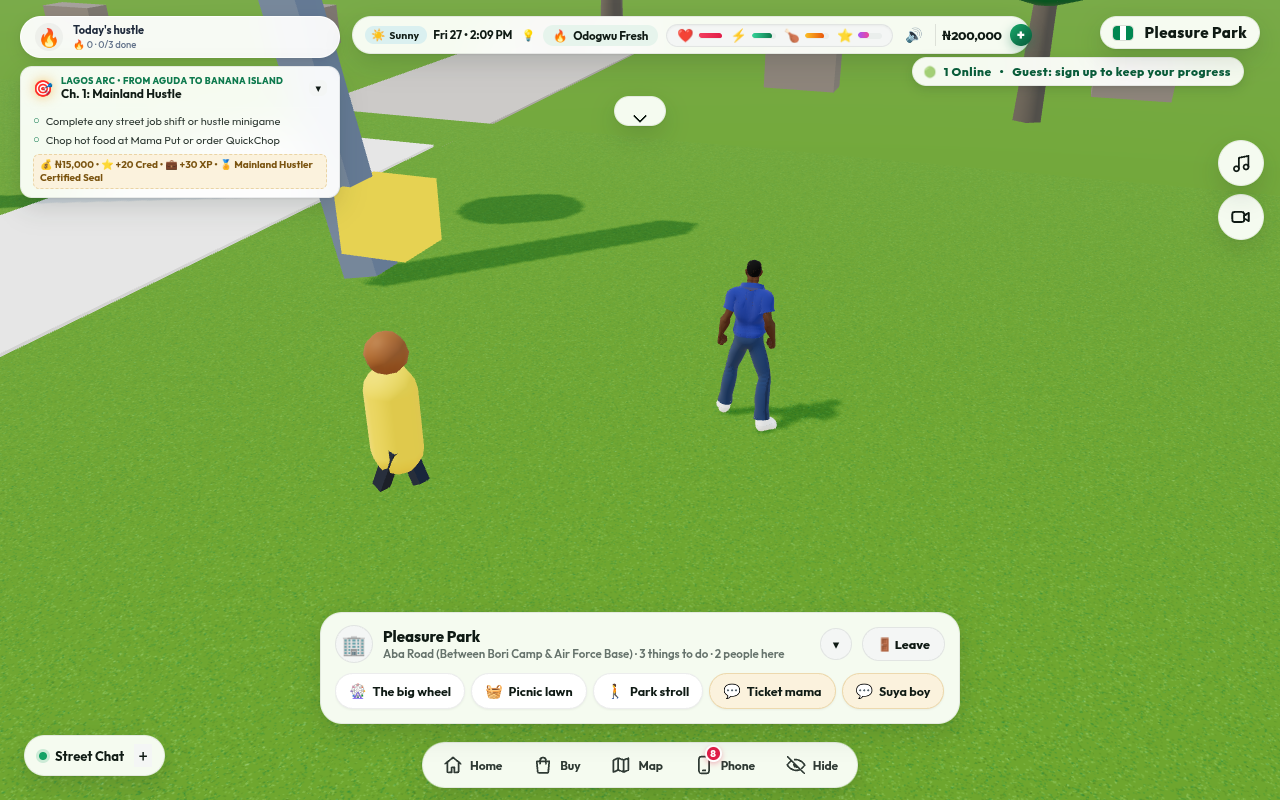 Today's hustle
🔥 0 · 0/3 done
LAGOS ARC • FROM AGUDA TO BANANA ISLAND
Ch. 1: Mainland Hustle
Complete any street job shift or hustle minigame
Chop hot food at Mama Put or order QuickChop
💰 ₦15,000 • ⭐ +20 Cred • 💼 +30 XP • 🏅 Mainland Hustler
Certified Seal
Sunny
Fri 27 • 2:09 PM
Odogwu Fresh
₦200,000
+
Pleasure Park
1 Online • Guest: sign up to keep your progress
Pleasure Park
Aba Road (Between Bori Camp & Air Force Base) · 3 things to do · 2 people here
Leave
The big wheel
Picnic lawn
Park stroll
Ticket mama
Suya boy
Street Chat +
Home
Buy
Map
8
Phone
Hide